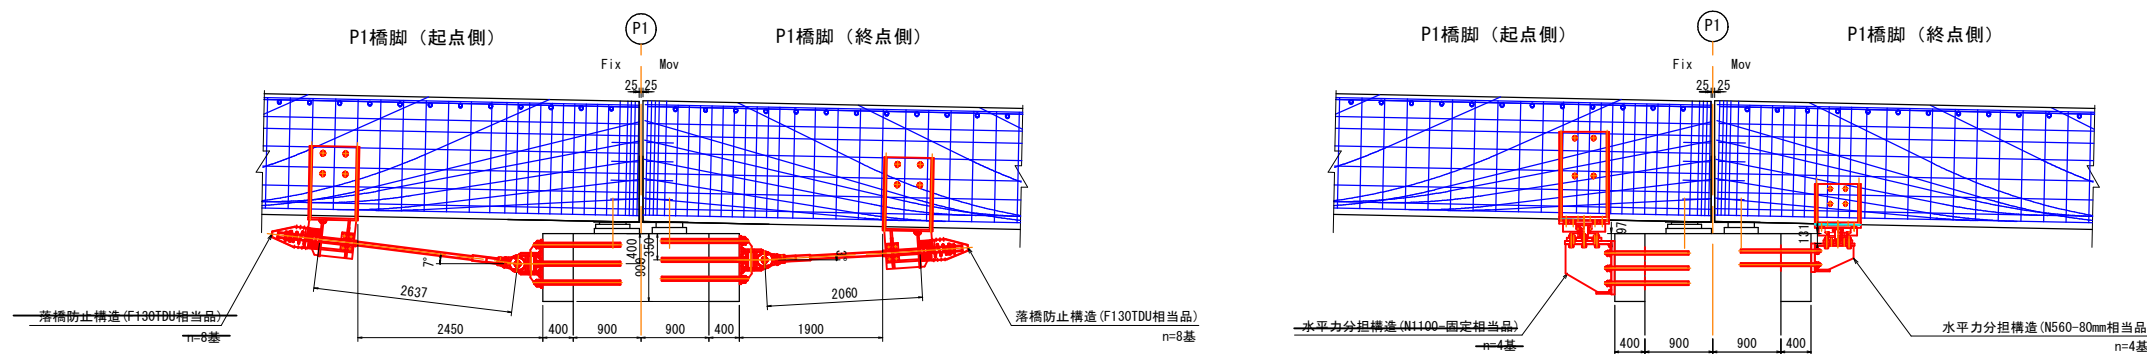 P1橋脚（起点側）
P1
P1橋脚（終点側）
Fix
Mov
25
25
400
350
900
7°
3°
2637
2060
落橋防止構造(F130TDU相当品)
n=8基
2450
400
900
900
400
1900
落橋防止構造(F130TDU相当品)
n=8基
P1橋脚（起点側）
P1
P1橋脚（終点側）
Fix
Mov
25
25
97
131
水平力分担構造(N1100-固定相当品)
n=4基
400
900
900
400
水平力分担構造(N560-80mm相当品
n=4基